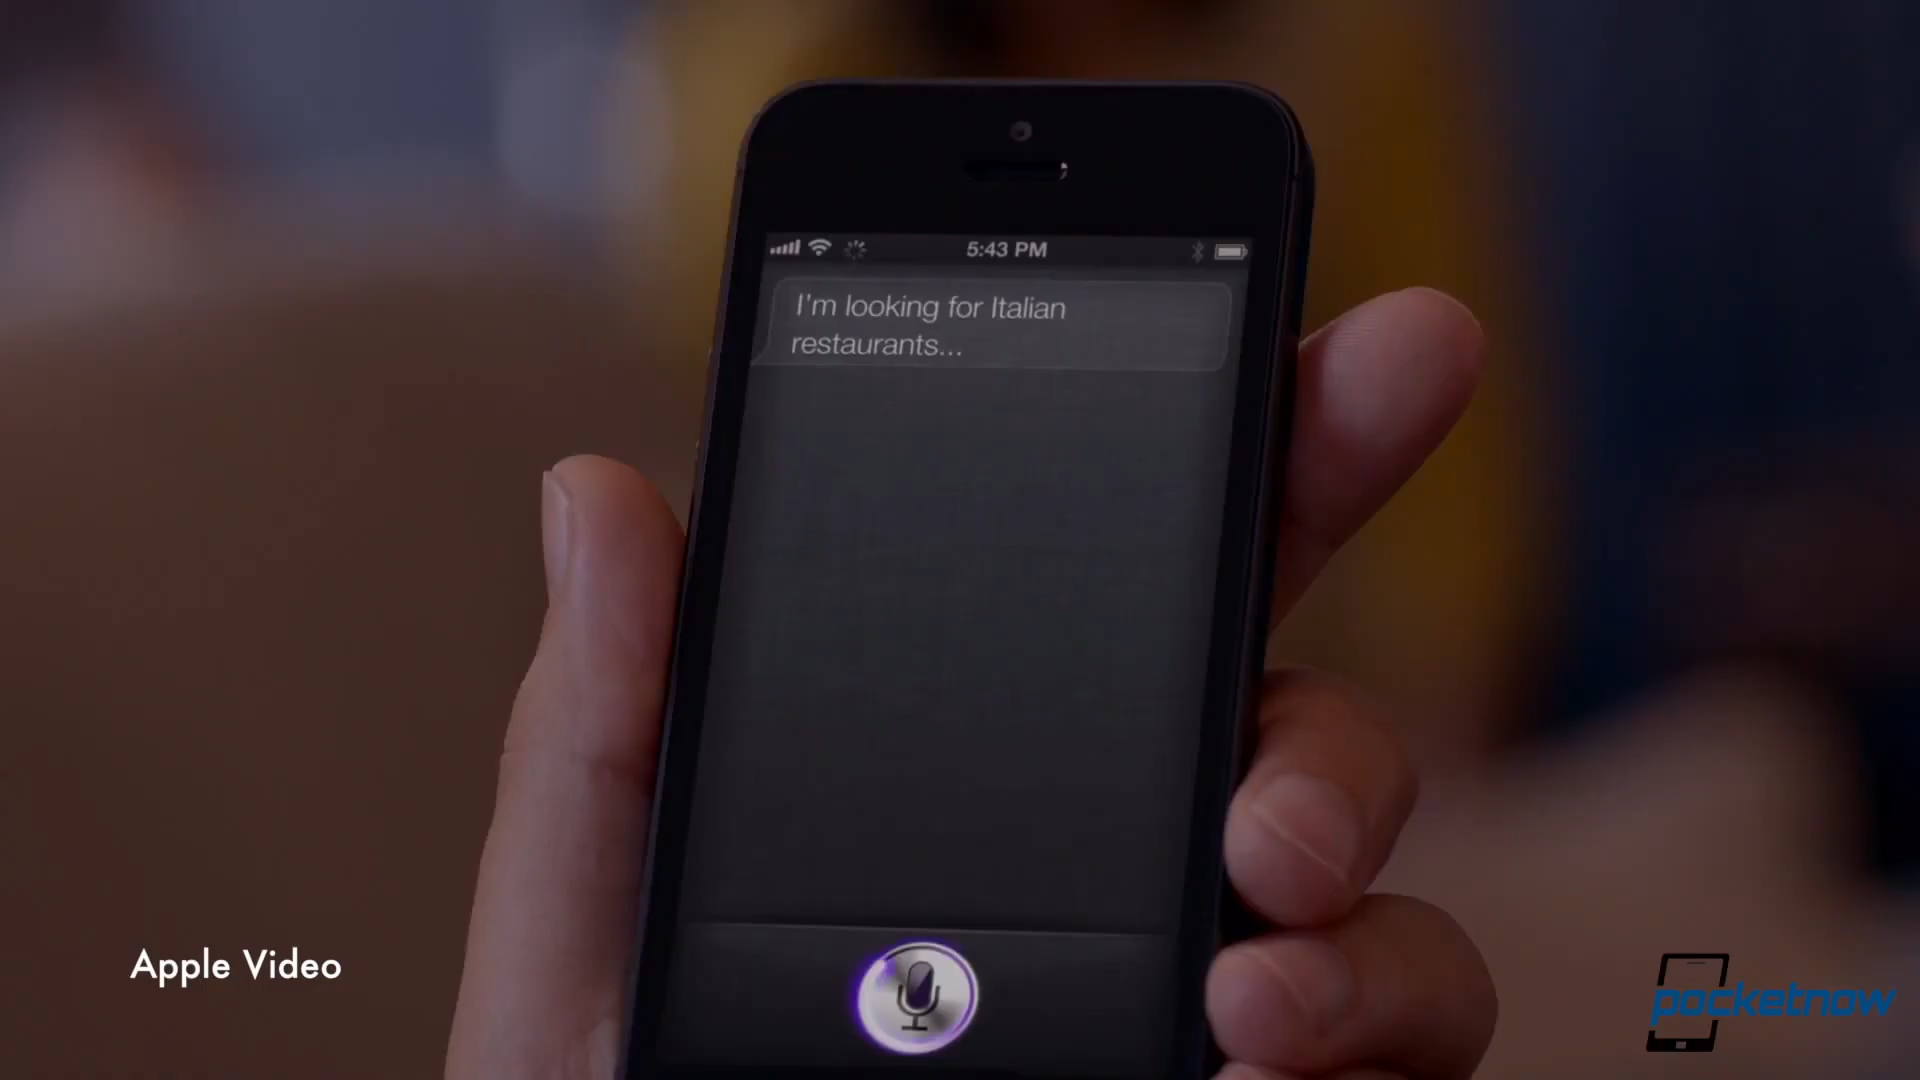 5:43 PM
I'm looking for Italian
restaurants...
Apple Video
pocketnow